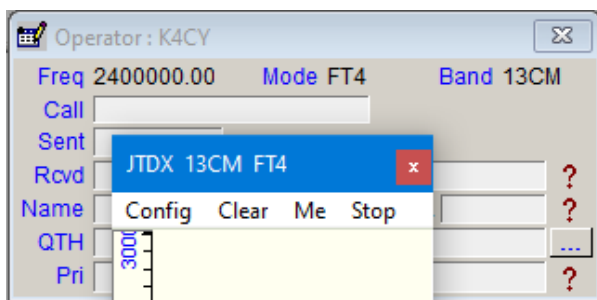 Operator : K4CY
Freq 2400000.00 Mode FT4 Band 13CM
Call
Sent
JTDX 13CM FT4 x
Rcvd ?
Name Config Clear Me Stop ?
QTH 3000 ...
Pri ?